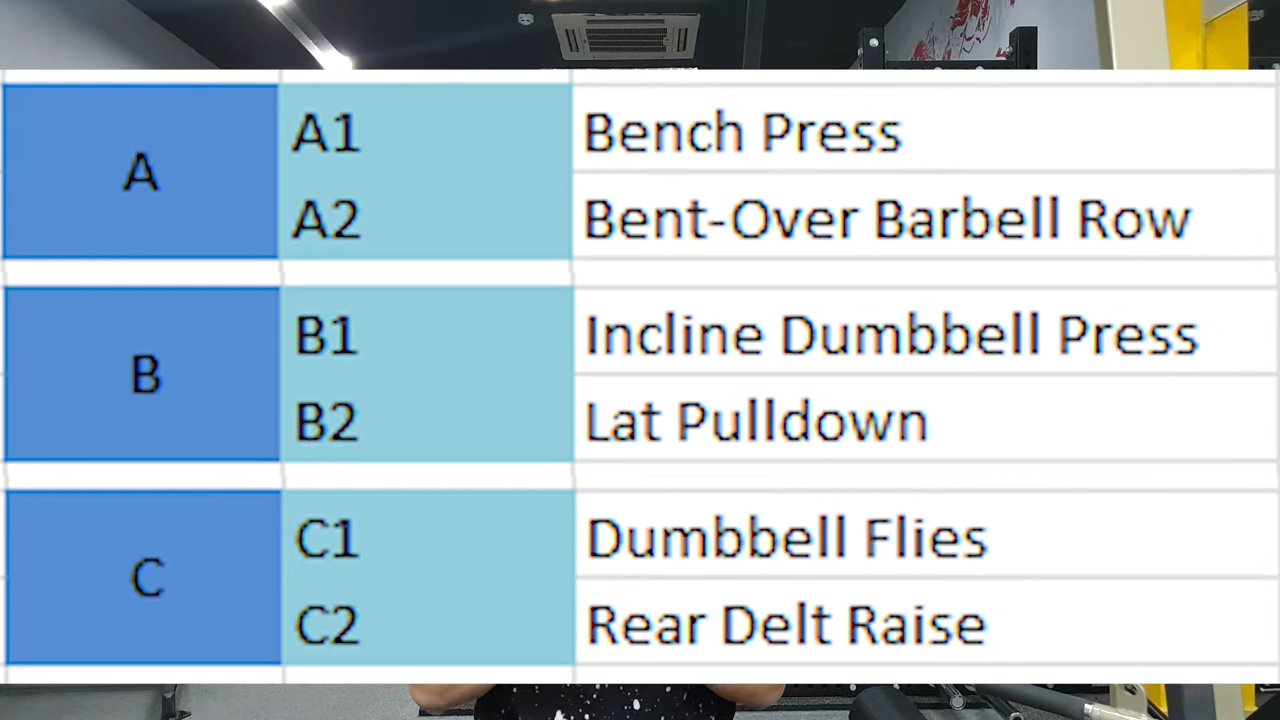 A
A1 Bench Press
A2 Bent-Over Barbell Row
B
B1 Incline Dumbbell Press
B2 Lat Pulldown
C
C1 Dumbbell Flies
C2 Rear Delt Raise